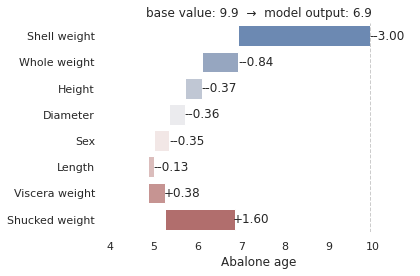 base value: 9.9 → model output: 6.9
Shell weight −3.00
Whole weight −0.84
Height −0.37
Diameter −0.36
Sex −0.35
Length −0.13
Viscera weight +0.38
Shucked weight +1.60
4 5 6 7 8 9 10
Abalone age